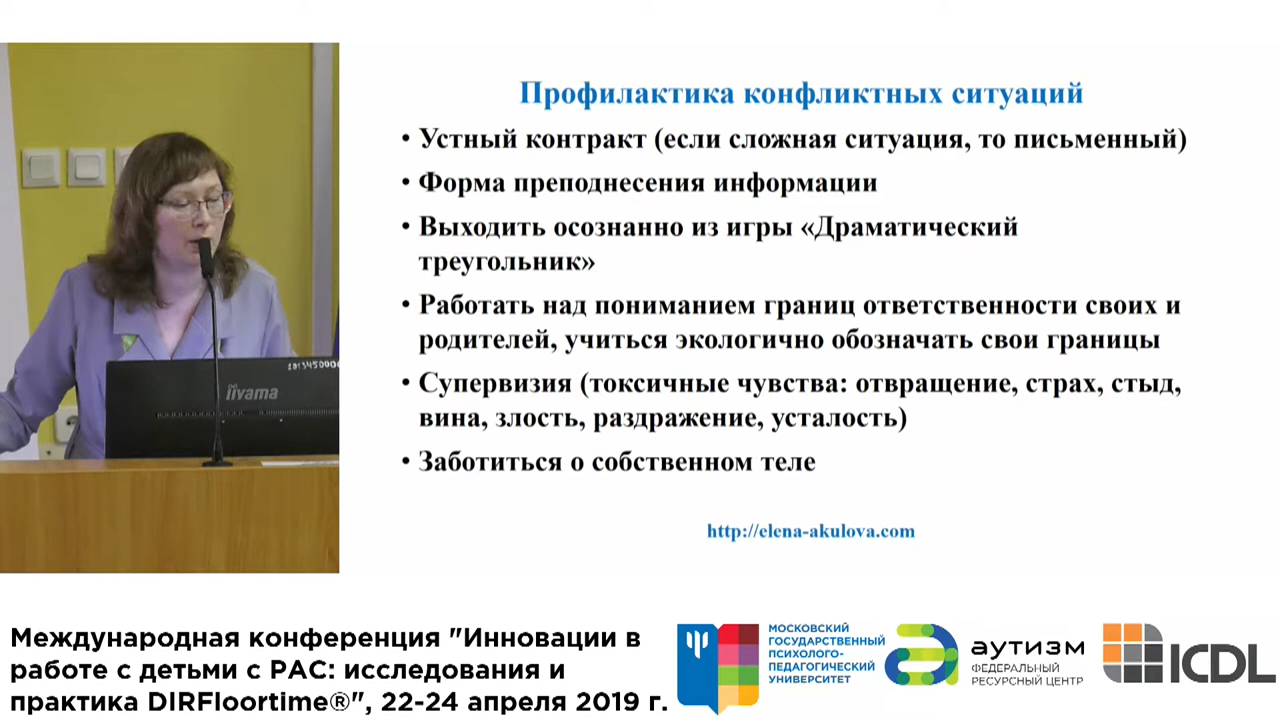 Профилактика конфликтных ситуаций
• Устный контракт (если сложная ситуация, то письменный)
• Форма преподнесения информации
• Выходить осознанно из игры «Драматический
треугольник»
• Работать над пониманием границ ответственности своих и
родителей, учиться экологично обозначать свои границы
• Супервизия (токсичные чувства: отвращение, страх, стыд,
вина, злость, раздражение, усталость)
• Заботиться о собственном теле
http://elena-akulova.com
iiyama
Международная конференция "Инновации в
работе с детьми с РАС: исследования и
практика DIRFloortime®", 22-24 апреля 2019 г.
МОСКОВСКИЙ
ГОСУДАРСТВЕННЫЙ
ПСИХОЛОГО-
ПЕДАГОГИЧЕСКИЙ
УНИВЕРСИТЕТ
аутизм
ФЕДЕРАЛЬНЫЙ
РЕСУРСНЫЙ ЦЕНТР
ICDL